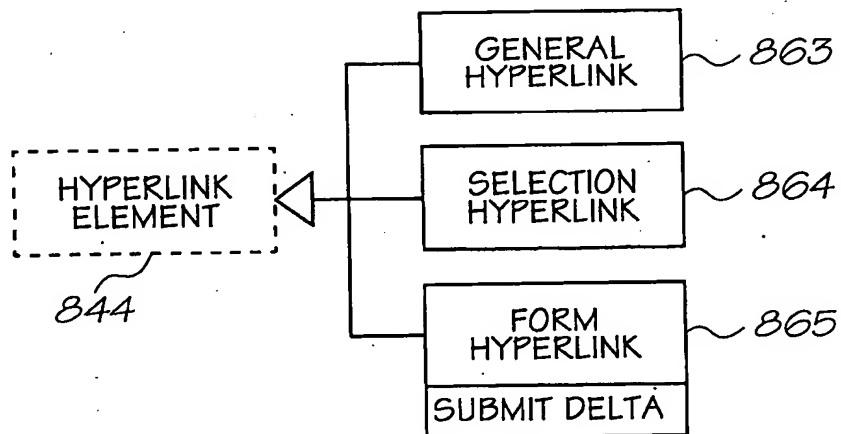 GENERAL
HYPERLINK
863
HYPERLINK
ELEMENT
844
SELECTION
HYPERLINK
864
FORM
HYPERLINK
865
SUBMIT DELTA